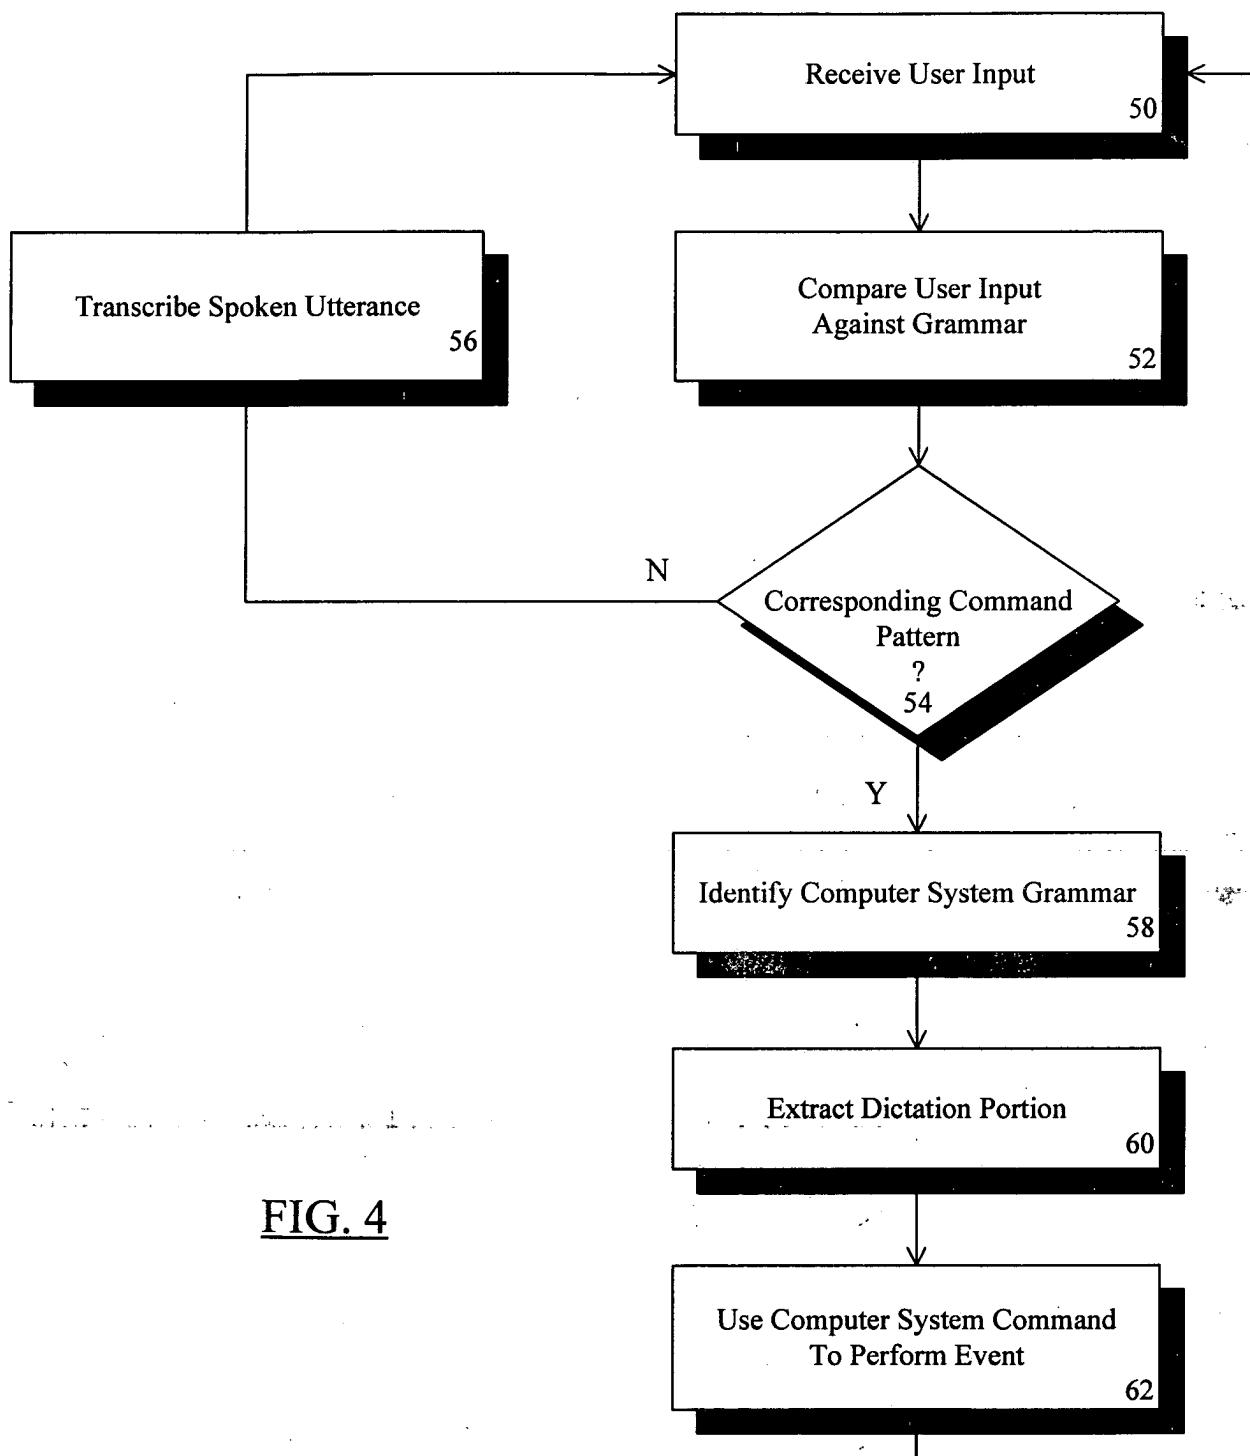 Receive User Input
50
Transcribe Spoken Utterance
56
Compare User Input
Against Grammar
52
N
Corresponding Command
Pattern
?
54
Y
Identify Computer System Grammar
58
Extract Dictation Portion
60
FIG. 4
Use Computer System Command
To Perform Event
62